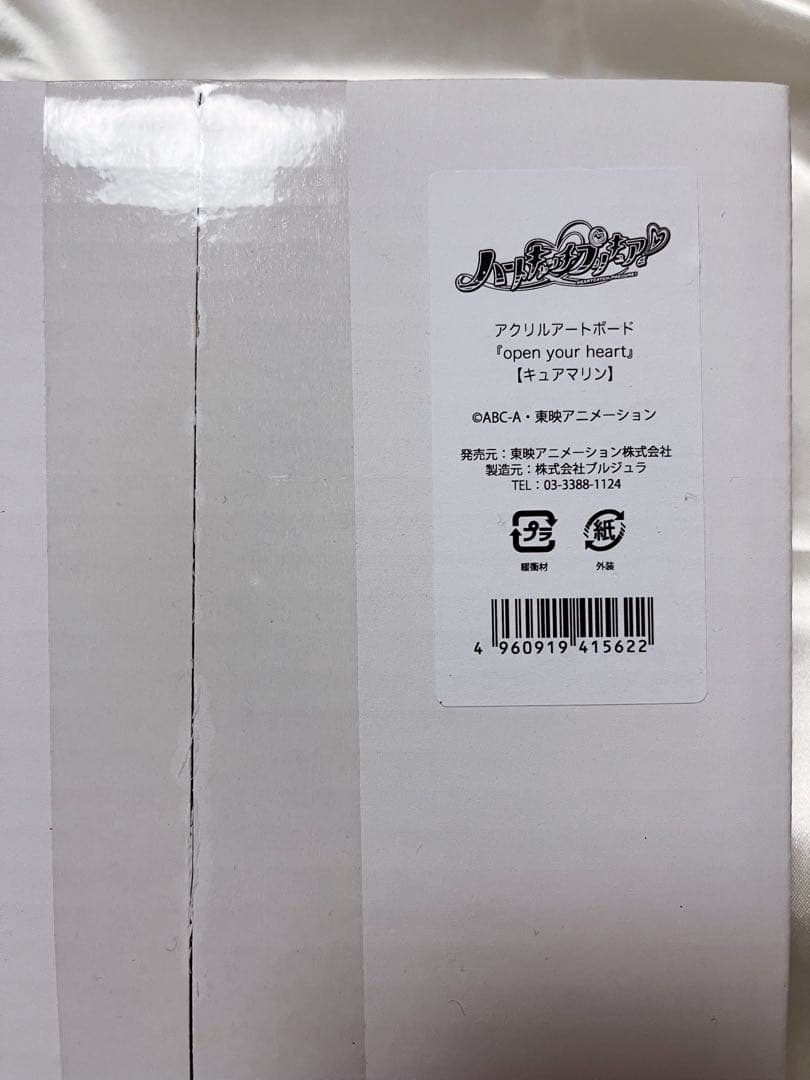 ハートキャッチプリキュア!
HEARTCATCH PRECURE!
アクリルアートボード
『open your heart』
【キュアマリン】
©ABC-A・東映アニメーション
発売元：東映アニメーション株式会社
製造元：株式会社ブルジュラ
TEL：03-3388-1124
プラ 紙
緩衝材 外装
4 960919 415622